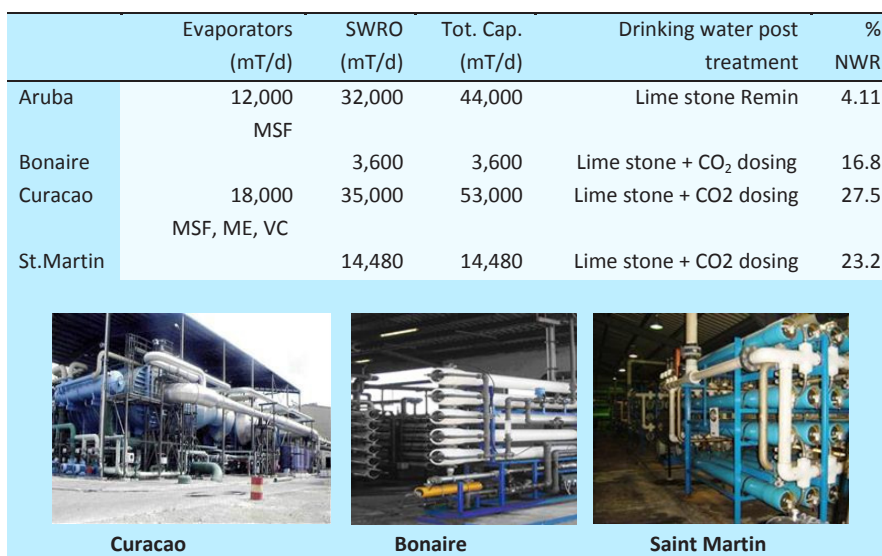 Evaporators SWRO Tot. Cap. Drinking water post %
(mT/d) (mT/d) (mT/d) treatment NWR
Aruba 12,000 32,000 44,000 Lime stone Remin 4.11
MSF
Bonaire 3,600 3,600 Lime stone + CO₂ dosing 16.8
Curacao 18,000 35,000 53,000 Lime stone + CO2 dosing 27.5
MSF, ME, VC
St.Martin 14,480 14,480 Lime stone + CO2 dosing 23.2
Curacao Bonaire Saint Martin